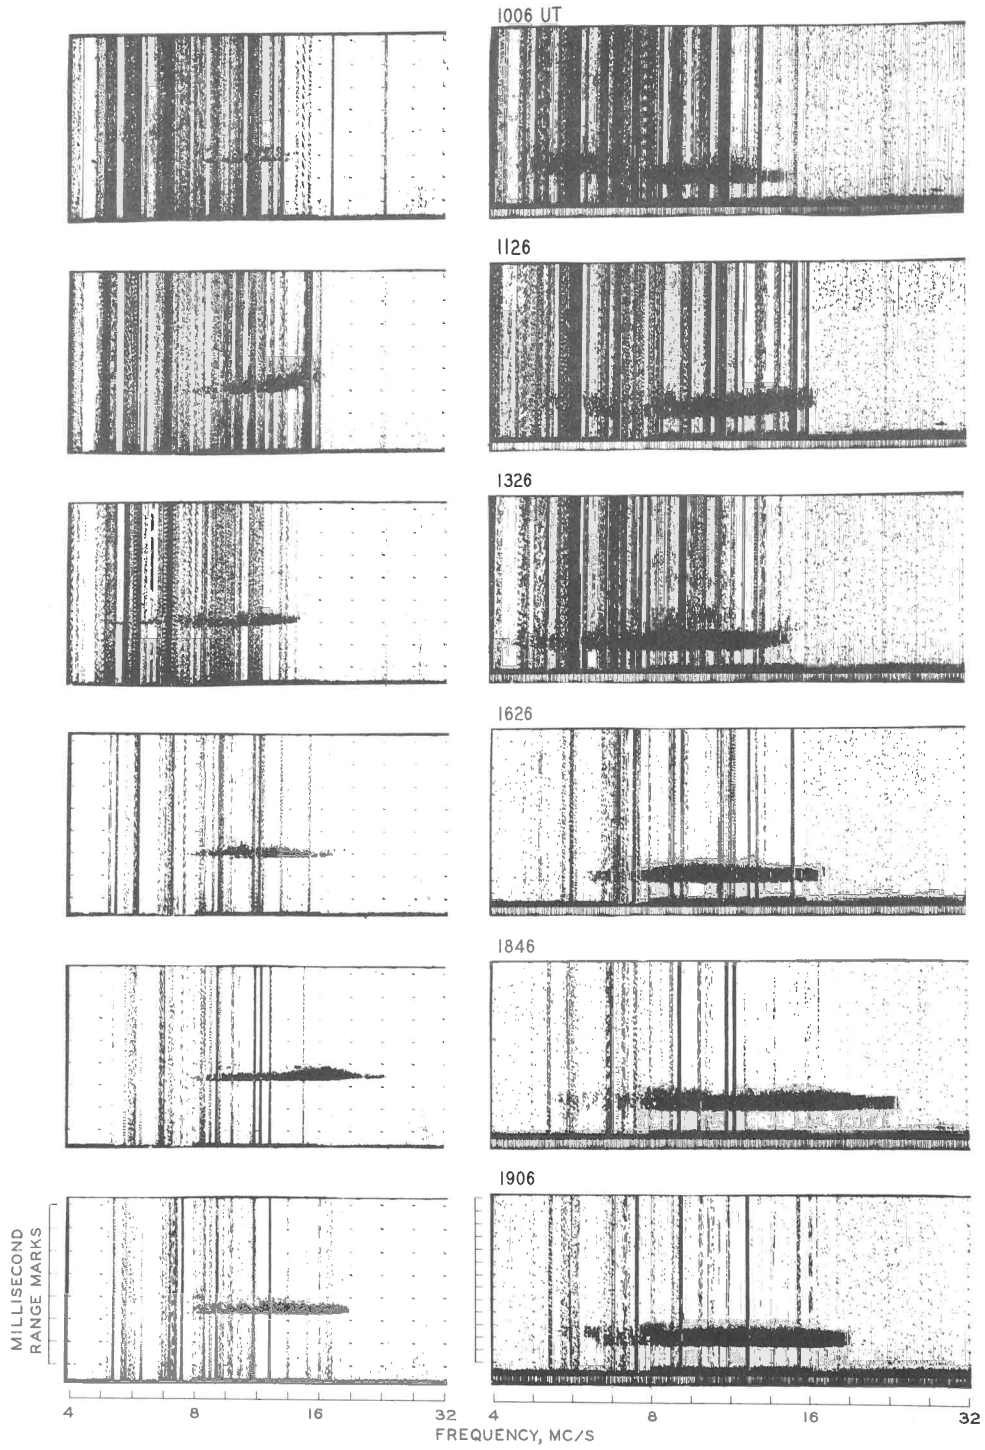 1006 UT
1126
1326
1626
1846
1906
MILLISECOND
RANGE MARKS
4 8 16 32 4 8 16 32
FREQUENCY, MC/S